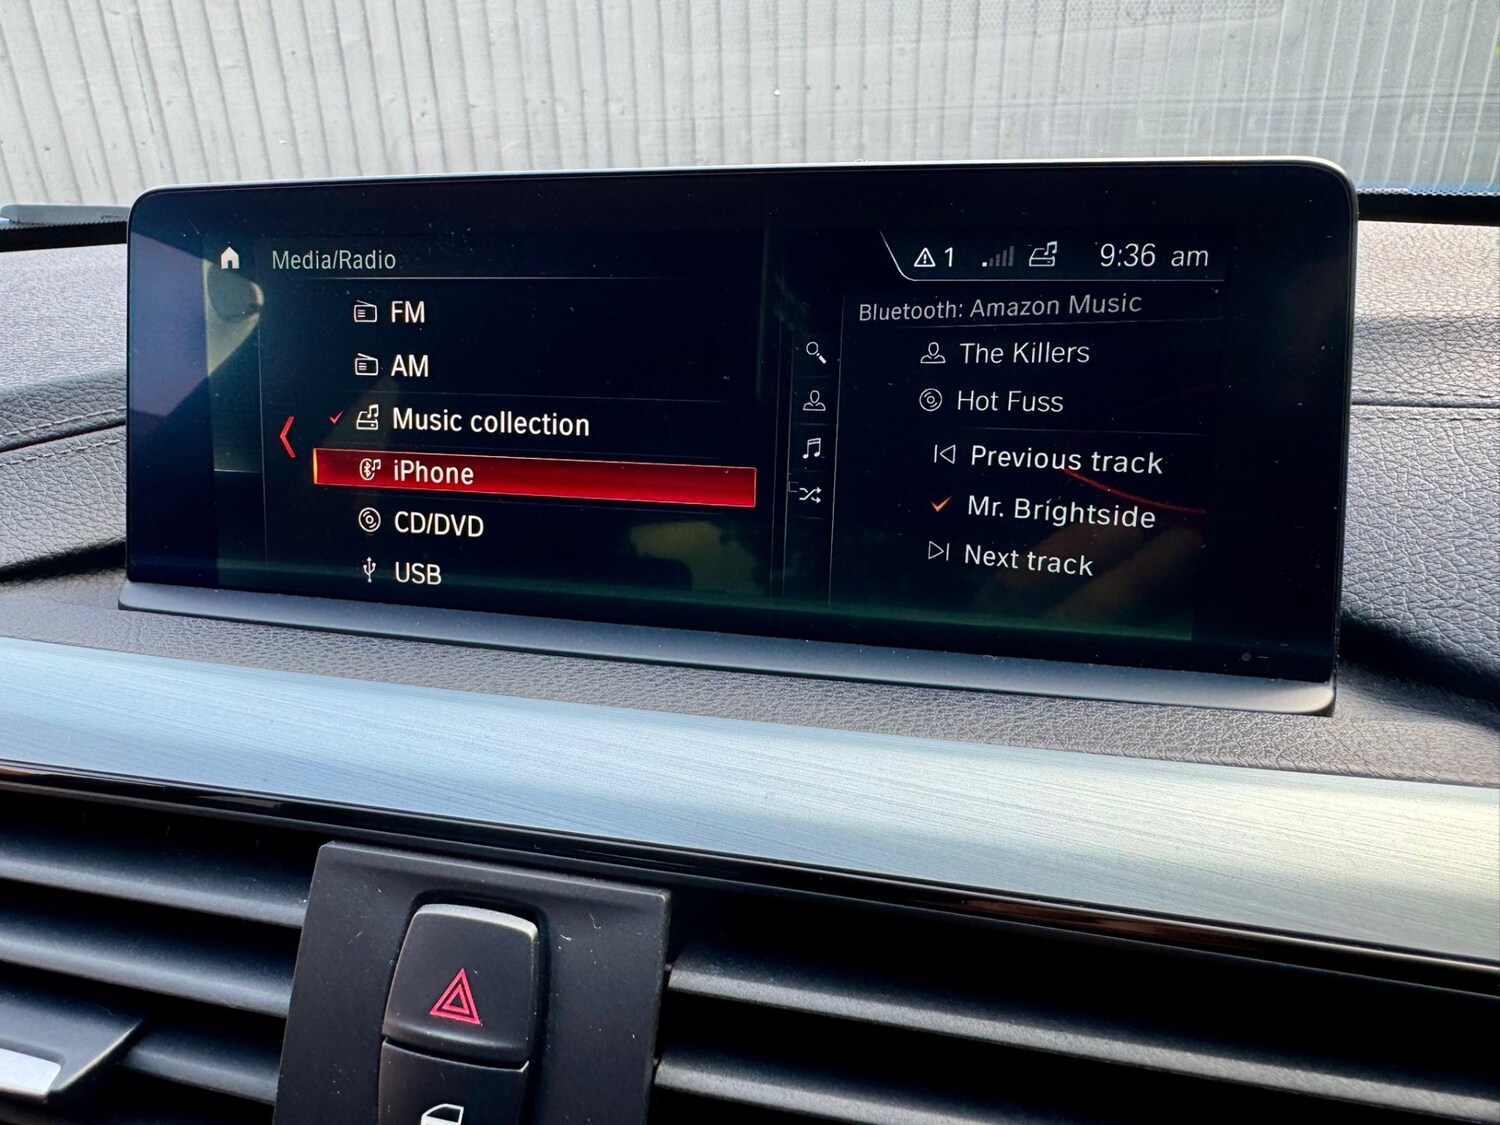 Media/Radio
FM
AM
Music collection
iPhone
CD/DVD
USB
1 9:36 am
Bluetooth: Amazon Music
The Killers
Hot Fuss
Previous track
Mr. Brightside
Next track